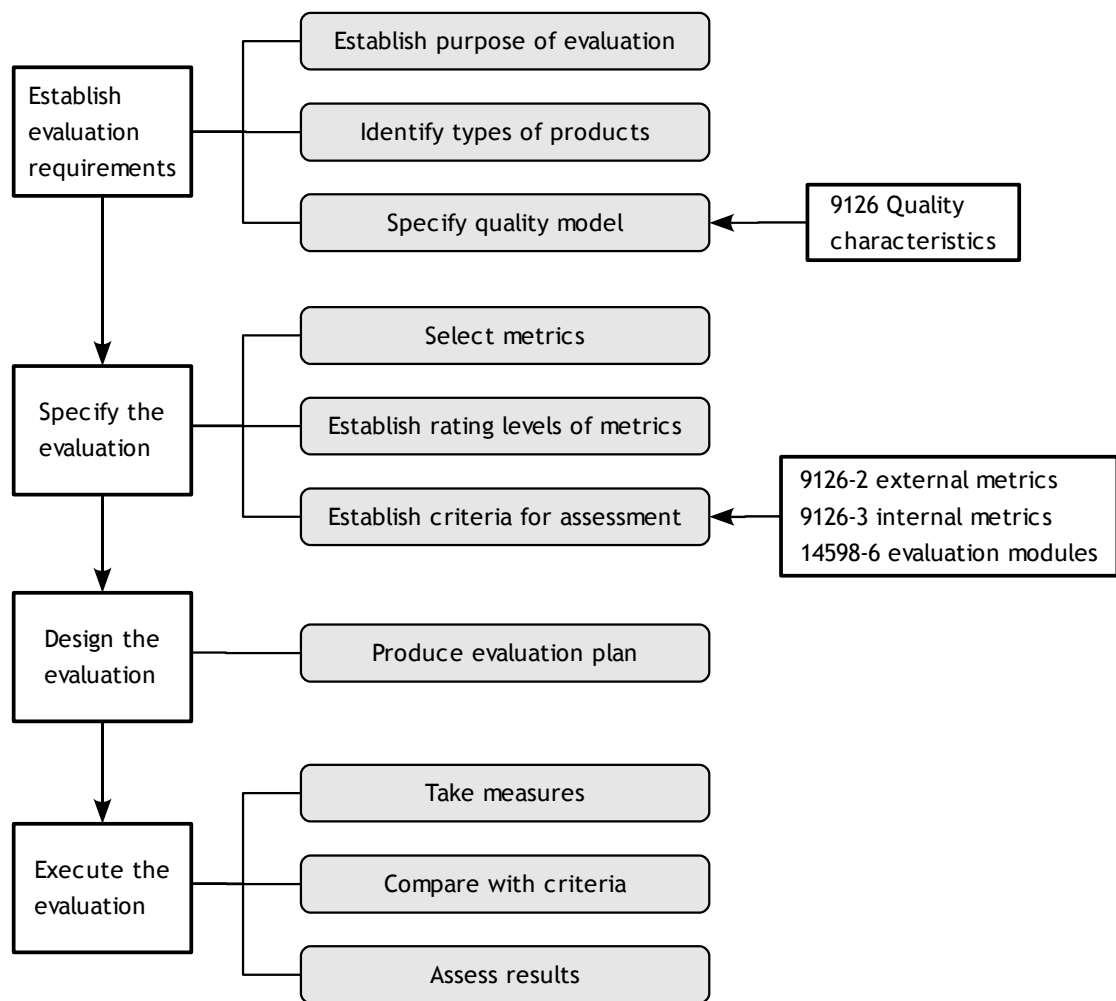 Establish purpose of evaluation
Establish
evaluation
requirements
Identify types of products
Specify quality model
9126 Quality
characteristics
Select metrics
Specify the
evaluation
Establish rating levels of metrics
Establish criteria for assessment
9126-2 external metrics
9126-3 internal metrics
14598-6 evaluation modules
Design the
evaluation
Produce evaluation plan
Take measures
Execute the
evaluation
Compare with criteria
Assess results